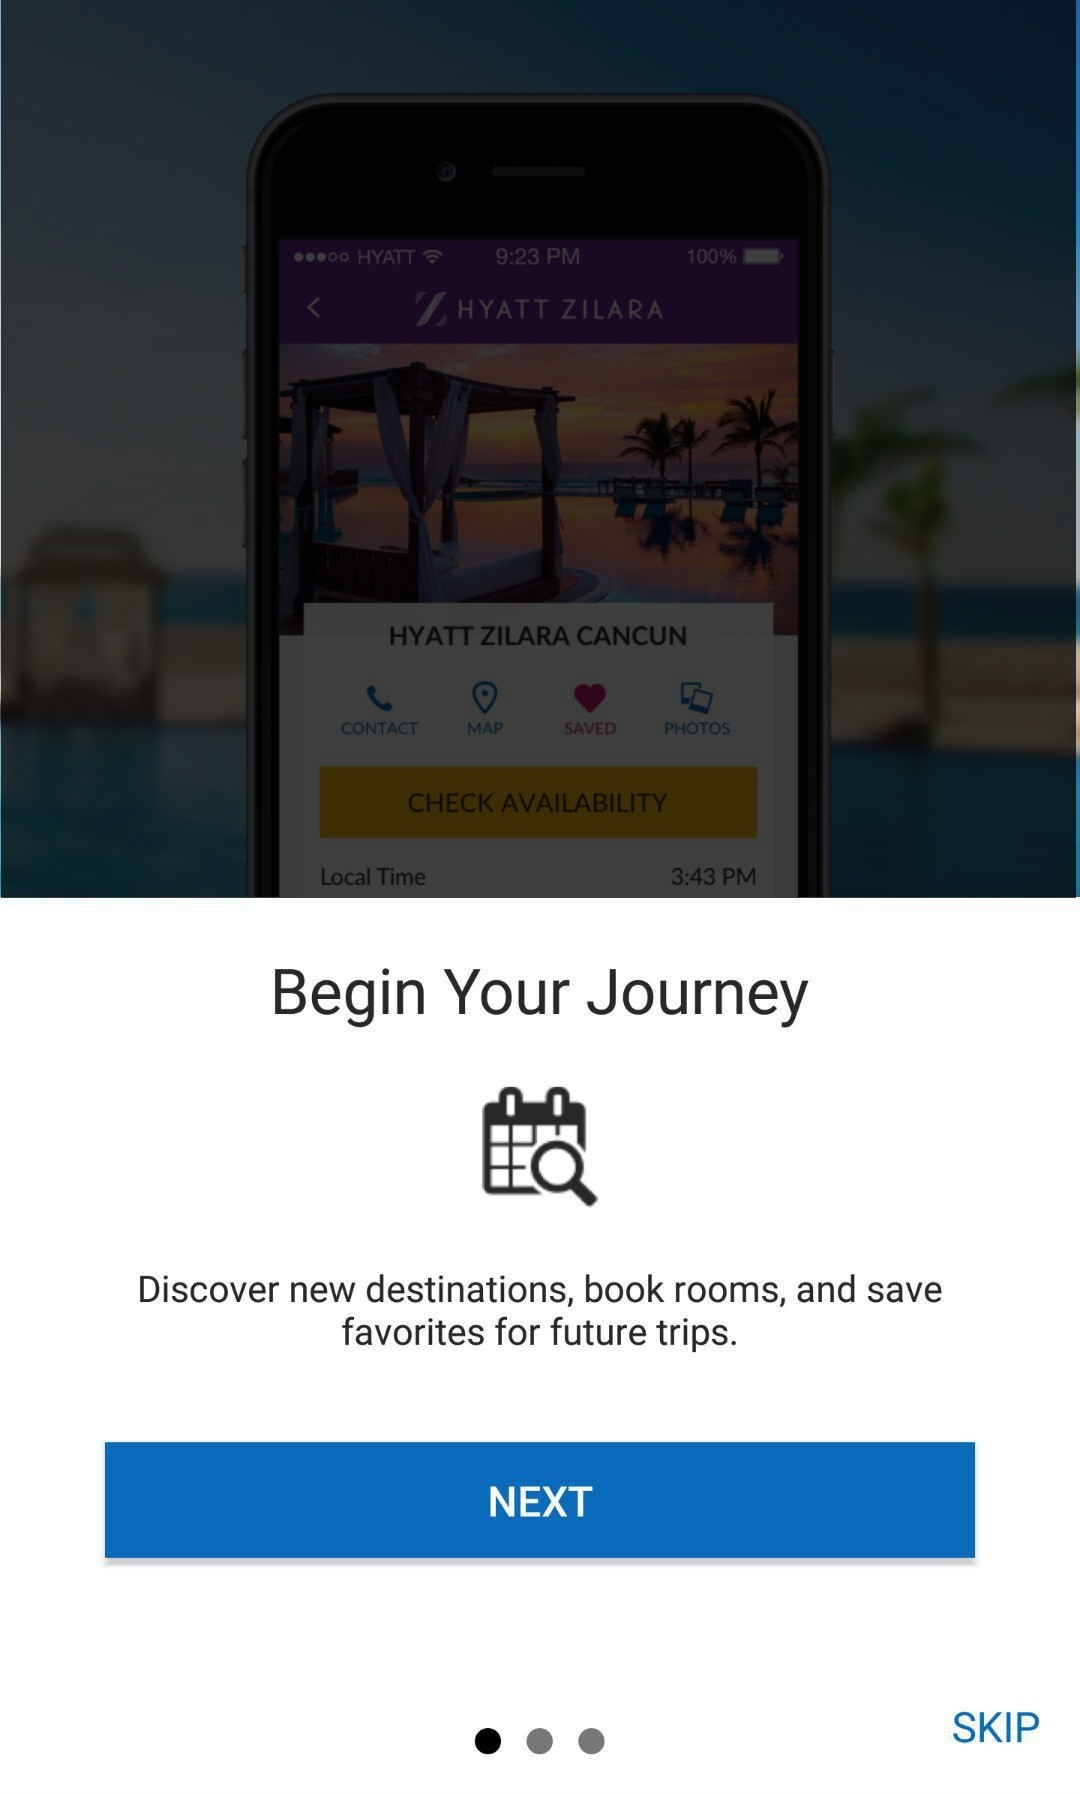 HYATT 9:23 PM 100%
HYATT ZILARA
HYATT ZILARA CANCUN
CONTACT MAP SAVED PHOTOS
CHECK AVAILABILITY
Local Time 3:43 PM
Begin Your Journey
Discover new destinations, book rooms, and save
favorites for future trips.
NEXT
SKIP